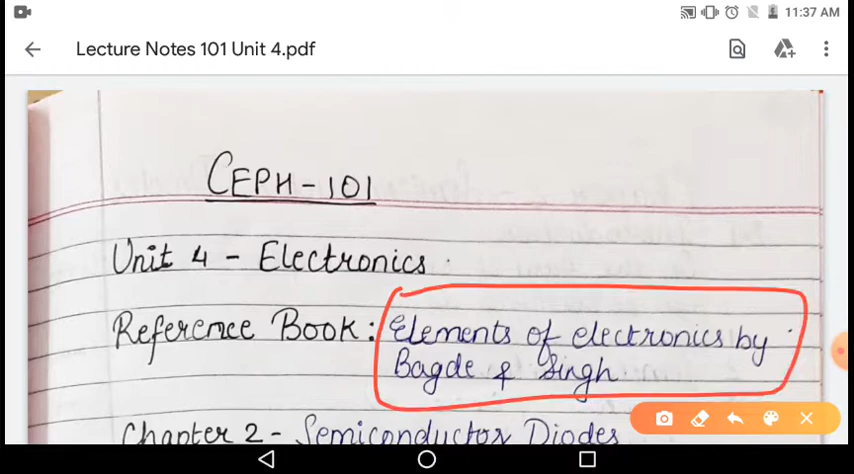 11:37 AM
Lecture Notes 101 Unit 4.pdf
CEPH-101
Unit 4 - Electronics.
Reference Book: Elements of electronics by
Bagde & Singh
Chapter 2 - Semiconductor Diodes